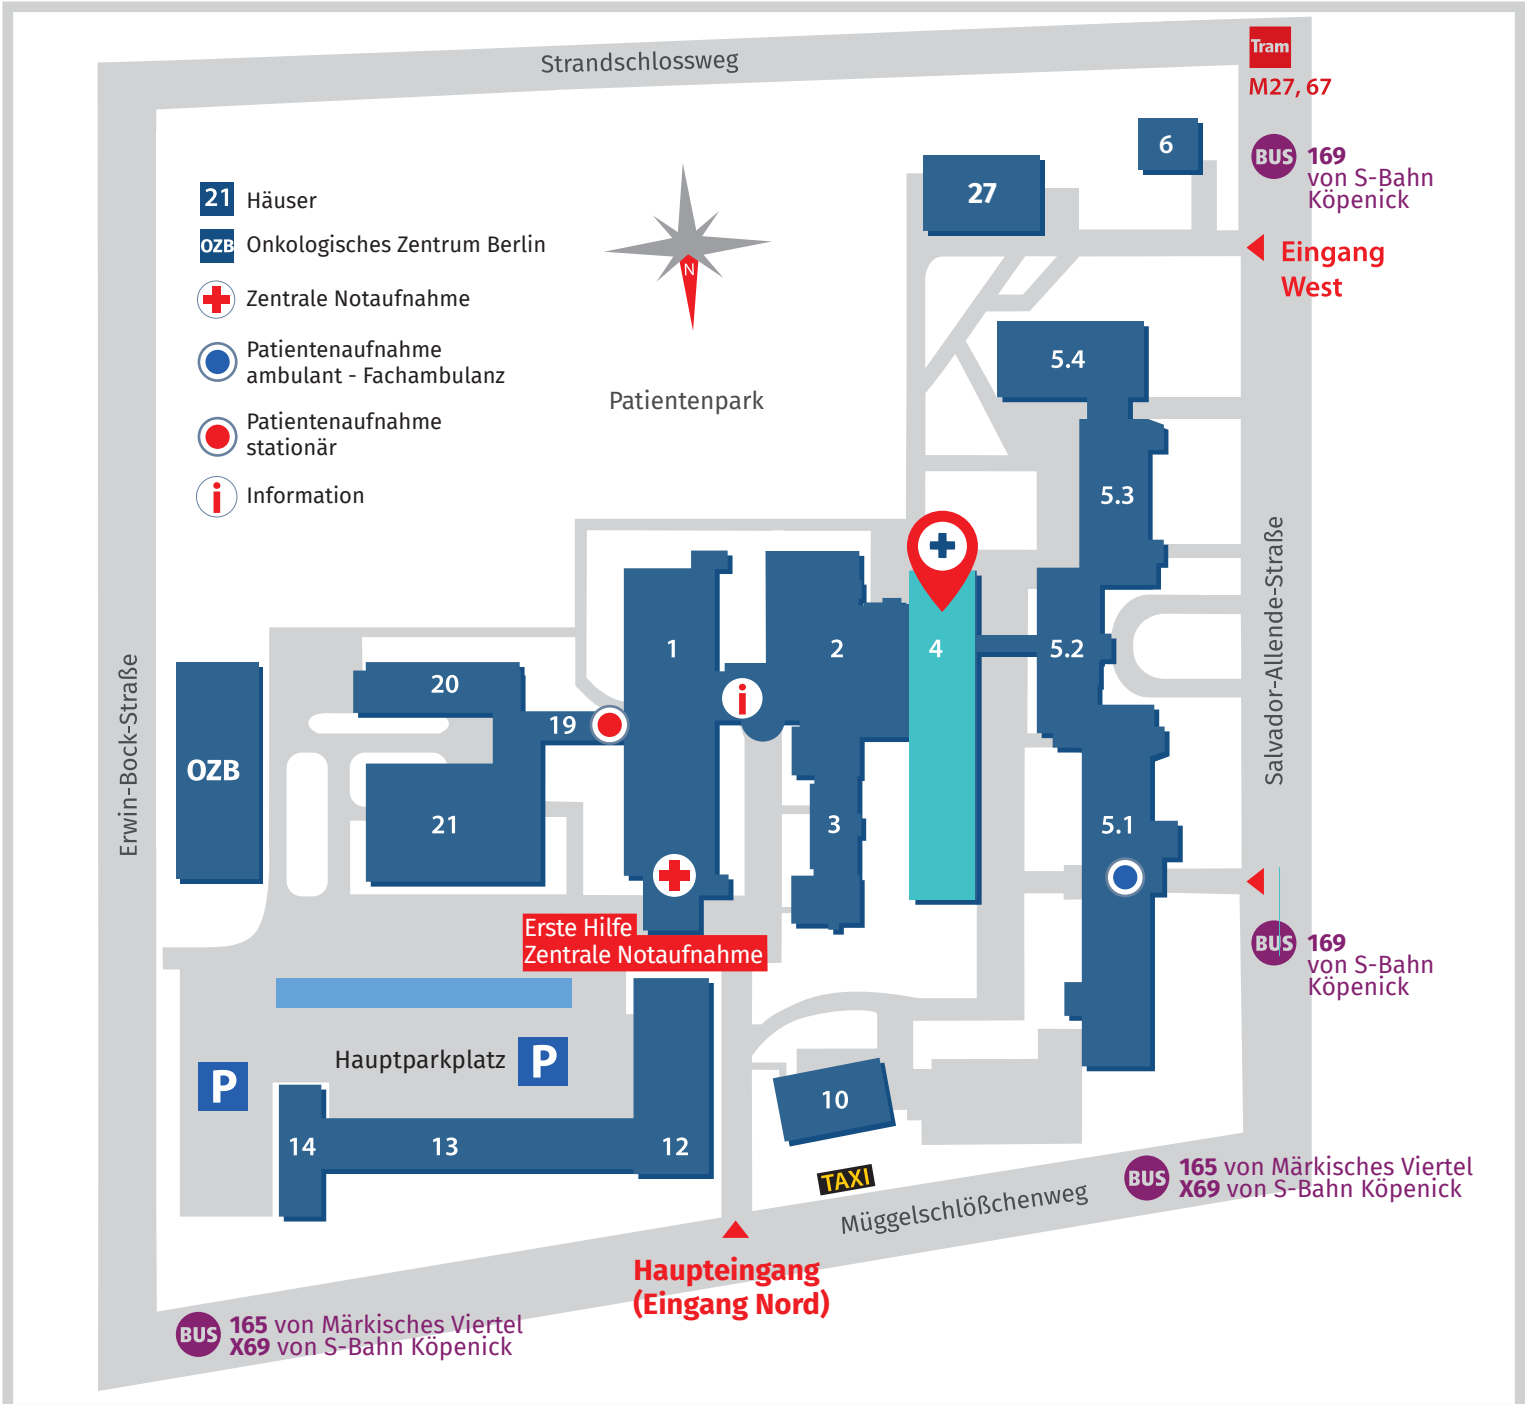 Strandschlossweg
Tram
M27, 67
BUS 169
von S-Bahn
Köpenick
6
27
21 Häuser
OZB Onkologisches Zentrum Berlin
Zentrale Notaufnahme
Patientenaufnahme
ambulant - Fachambulanz
Patientenaufnahme
stationär
i Information
N
Patientenpark
Eingang
West
5.4
5.3
1
2
4
5.2
i
20
19
OZB
21
3
5.1
Erwin-Bock-Straße
Salvador-Allende-Straße
Erste Hilfe
Zentrale Notaufnahme
BUS 169
von S-Bahn
Köpenick
Hauptparkplatz P
P
10
14
13
12
TAXI
Müggelschlößchenweg
BUS 165 von Märkisches Viertel
X69 von S-Bahn Köpenick
Haupteingang
(Eingang Nord)
BUS 165 von Märkisches Viertel
X69 von S-Bahn Köpenick